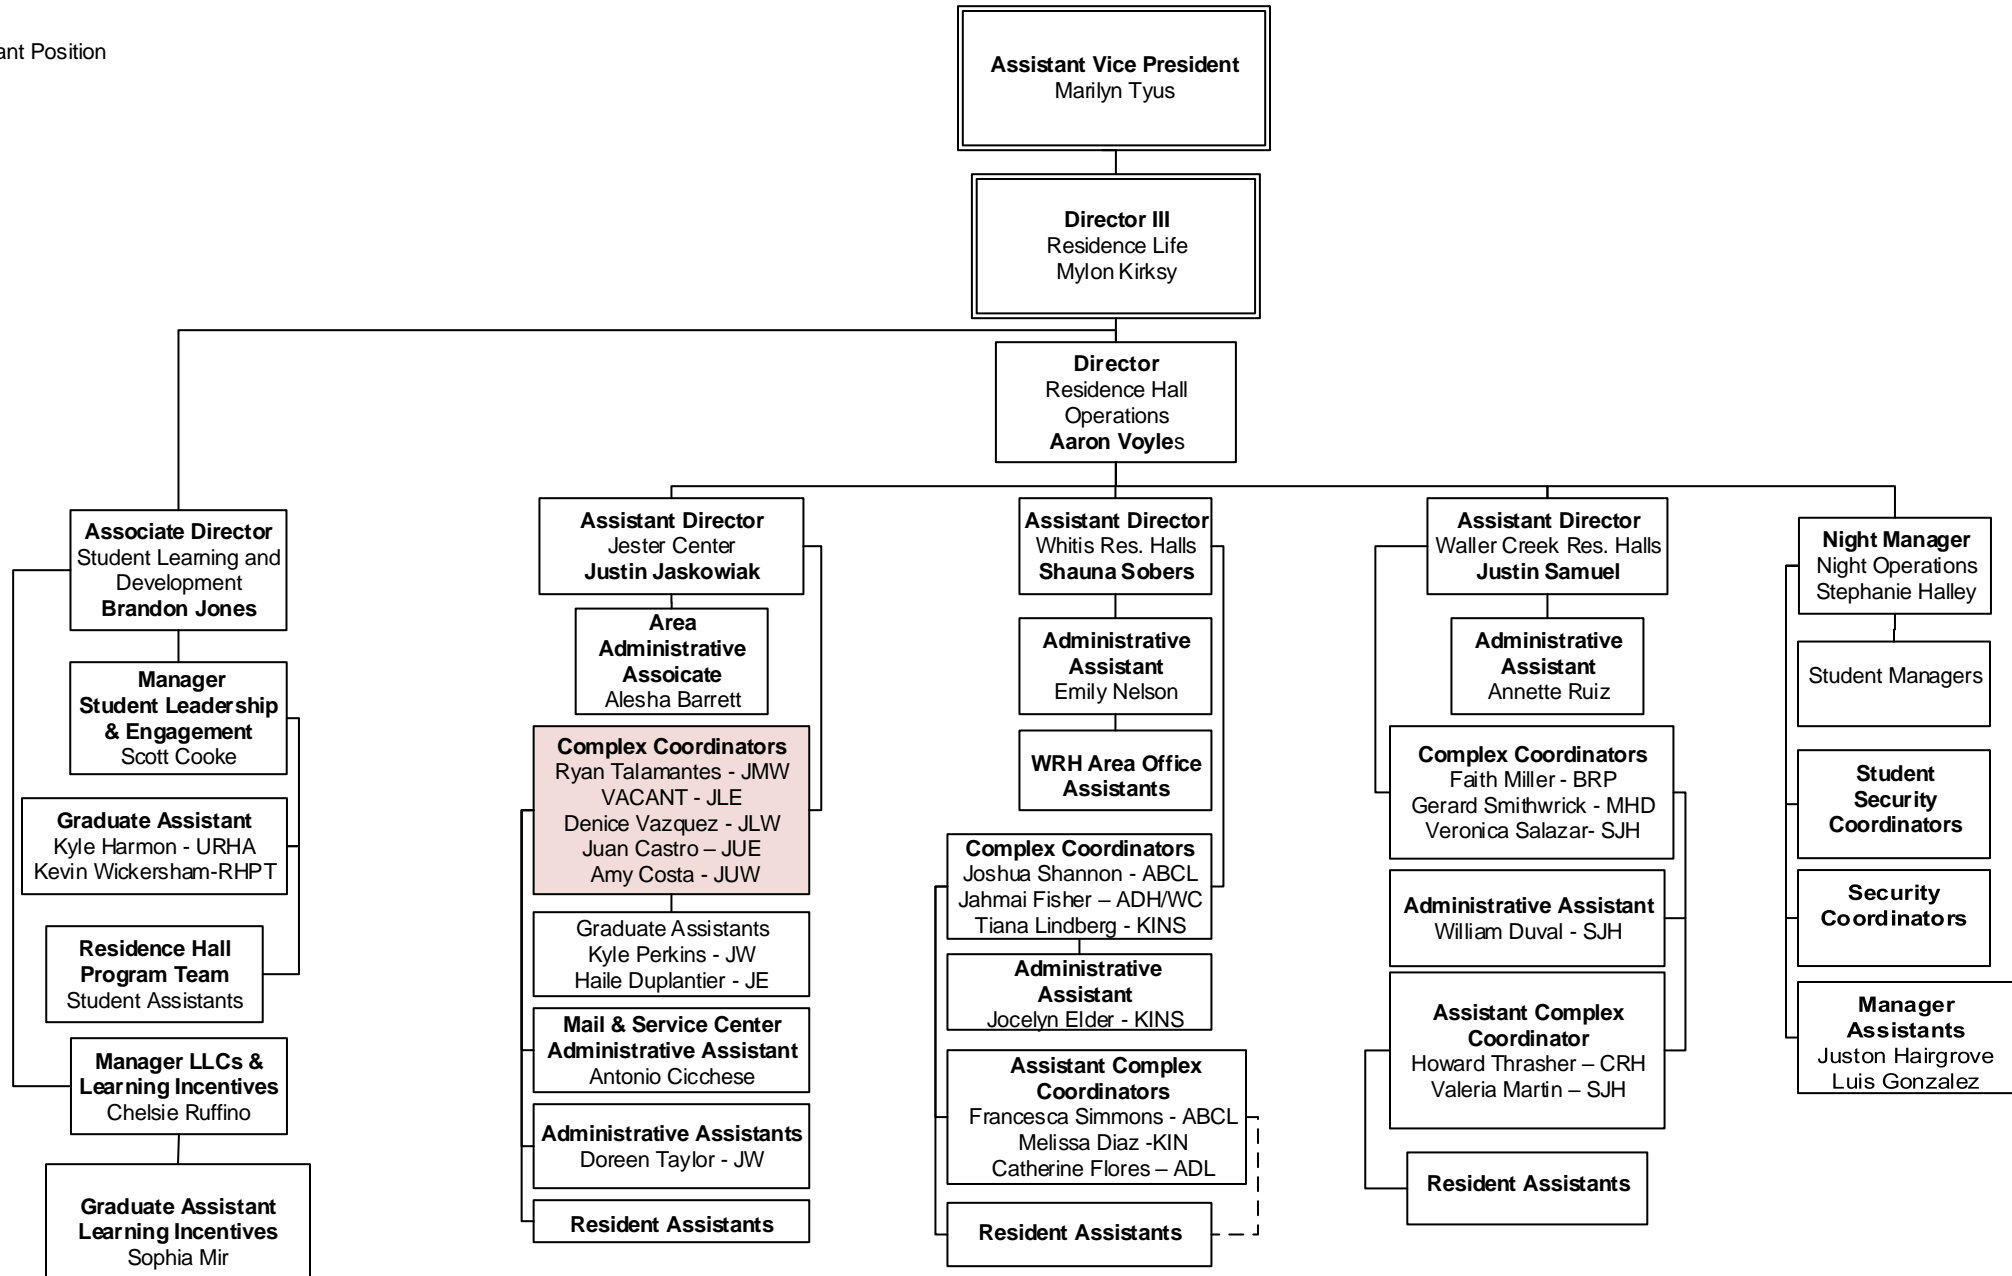 ant Position
Assistant Vice President
Marilyn Tyus
Director III
Residence Life
Mylon Kirksy
Director
Residence Hall
Operations
Aaron Voyles
Associate Director
Student Learning and
Development
Brandon Jones
Manager
Student Leadership
& Engagement
Scott Cooke
Graduate Assistant
Kyle Harmon - URHA
Kevin Wickersham-RHPT
Residence Hall
Program Team
Student Assistants
Manager LLCs &
Learning Incentives
Chelsie Ruffino
Graduate Assistant
Learning Incentives
Sophia Mir
Assistant Director
Jester Center
Justin Jaskowiak
Area
Administrative
Assoicate
Alesha Barrett
Complex Coordinators
Ryan Talamantes - JMW
VACANT - JLE
Denice Vazquez - JLW
Juan Castro – JUE
Amy Costa - JUW
Graduate Assistants
Kyle Perkins - JW
Haile Duplantier - JE
Mail & Service Center
Administrative Assistant
Antonio Cicchese
Administrative Assistants
Doreen Taylor - JW
Resident Assistants
Assistant Director
Whitis Res. Halls
Shauna Sobers
Administrative
Assistant
Emily Nelson
WRH Area Office
Assistants
Complex Coordinators
Joshua Shannon - ABCL
Jahmai Fisher – ADH/WC
Tiana Lindberg - KINS
Administrative
Assistant
Jocelyn Elder - KINS
Assistant Complex
Coordinators
Francesca Simmons - ABCL
Melissa Diaz -KIN
Catherine Flores – ADL
Resident Assistants
Assistant Director
Waller Creek Res. Halls
Justin Samuel
Administrative
Assistant
Annette Ruiz
Complex Coordinators
Faith Miller - BRP
Gerard Smithwrick - MHD
Veronica Salazar- SJH
Administrative Assistant
William Duval - SJH
Assistant Complex
Coordinator
Howard Thrasher – CRH
Valeria Martin – SJH
Resident Assistants
Night Manager
Night Operations
Stephanie Halley
Student Managers
Student
Security
Coordinators
Security
Coordinators
Manager
Assistants
Juston Hairgrove
Luis Gonzalez